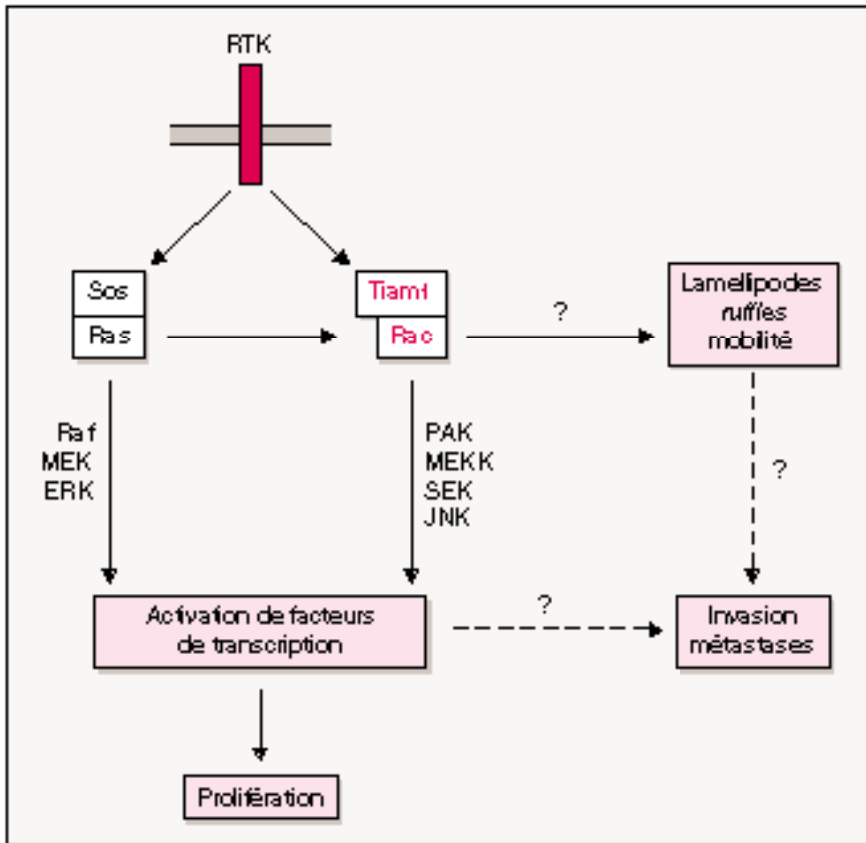 RTK
Sos
Ras
Tiam1
Rac
?
Lamellipodes
ruffles
mobilité
Raf
MEK
ERK
PAK
MEKK
SEK
JNK
?
Activation de facteurs
de transcription
?
Invasion
métastases
Prolifération